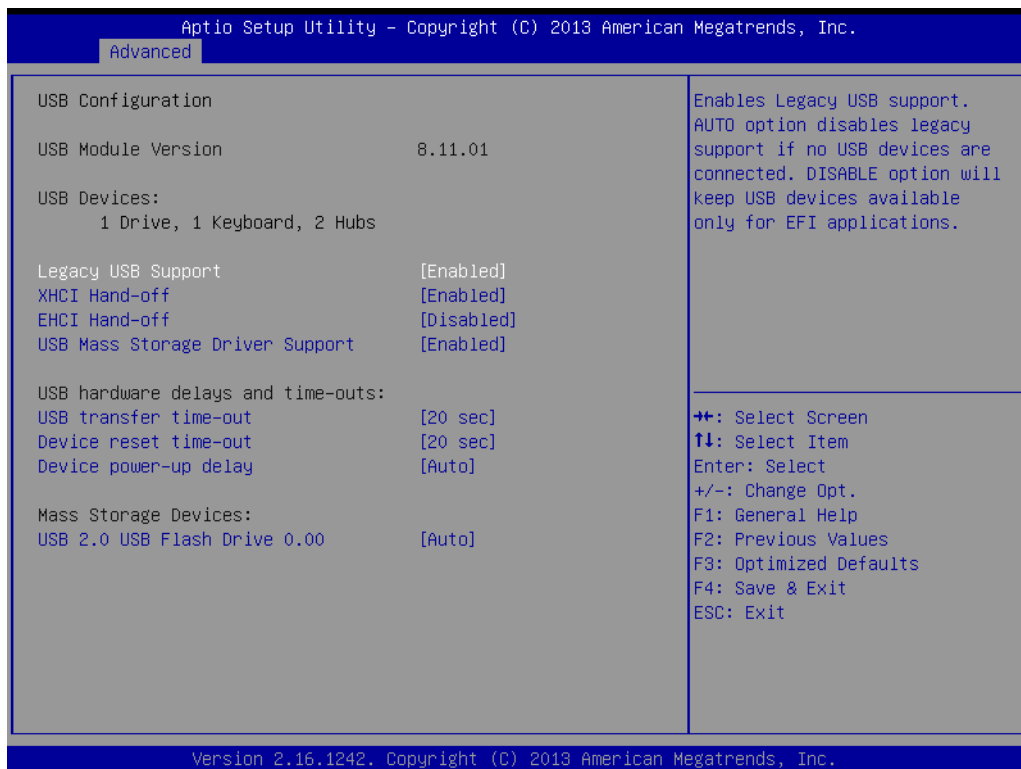 Aptio Setup Utility – Copyright (C) 2013 American Megatrends, Inc.
Advanced
USB Configuration
USB Module Version 8.11.01
USB Devices:
1 Drive, 1 Keyboard, 2 Hubs
Legacy USB Support [Enabled]
XHCI Hand-off [Enabled]
EHCI Hand-off [Disabled]
USB Mass Storage Driver Support [Enabled]
USB hardware delays and time-outs:
USB transfer time-out [20 sec]
Device reset time-out [20 sec]
Device power-up delay [Auto]
Mass Storage Devices:
USB 2.0 USB Flash Drive 0.00 [Auto]
Enables Legacy USB support.
AUTO option disables legacy
support if no USB devices are
connected. DISABLE option will
keep USB devices available
only for EFI applications.
→←: Select Screen
↑↓: Select Item
Enter: Select
+/-: Change Opt.
F1: General Help
F2: Previous Values
F3: Optimized Defaults
F4: Save & Exit
ESC: Exit
Version 2.16.1242. Copyright (C) 2013 American Megatrends, Inc.